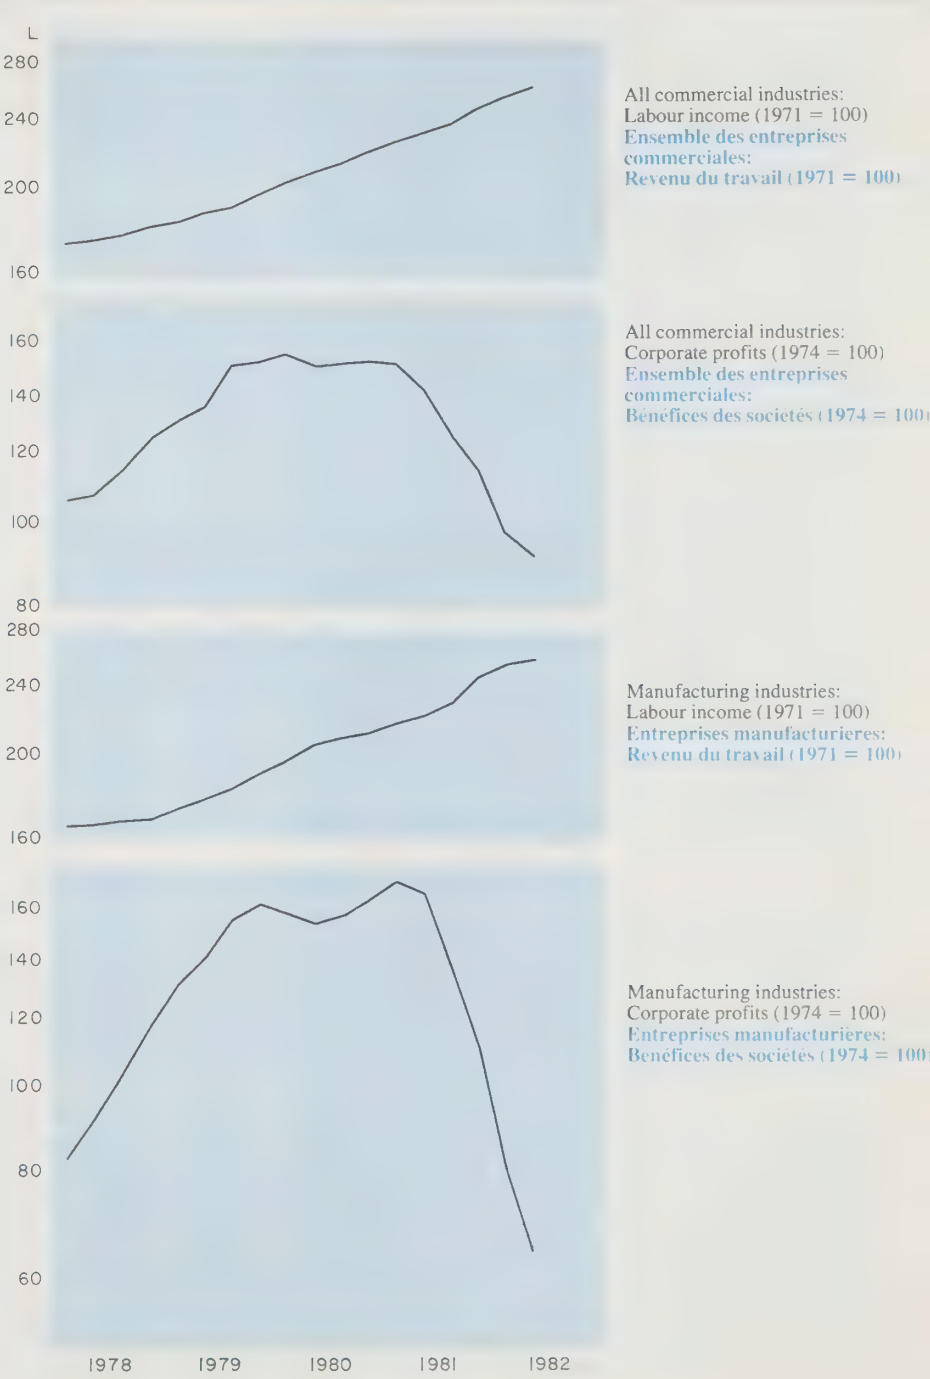 L
280
240
200
160
All commercial industries:
Labour income (1971 = 100)
Ensemble des entreprises
commerciales:
Revenu du travail (1971 = 100)
160
140
120
100
80
All commercial industries:
Corporate profits (1974 = 100)
Ensemble des entreprises
commerciales:
Bénéfices des sociétés (1974 = 100)
280
240
200
160
Manufacturing industries:
Labour income (1971 = 100)
Entreprises manufacturières:
Revenu du travail (1971 = 100)
160
140
120
100
80
60
Manufacturing industries:
Corporate profits (1974 = 100)
Entreprises manufacturières:
Bénéfices des sociétés (1974 = 100)
1978 1979 1980 1981 1982